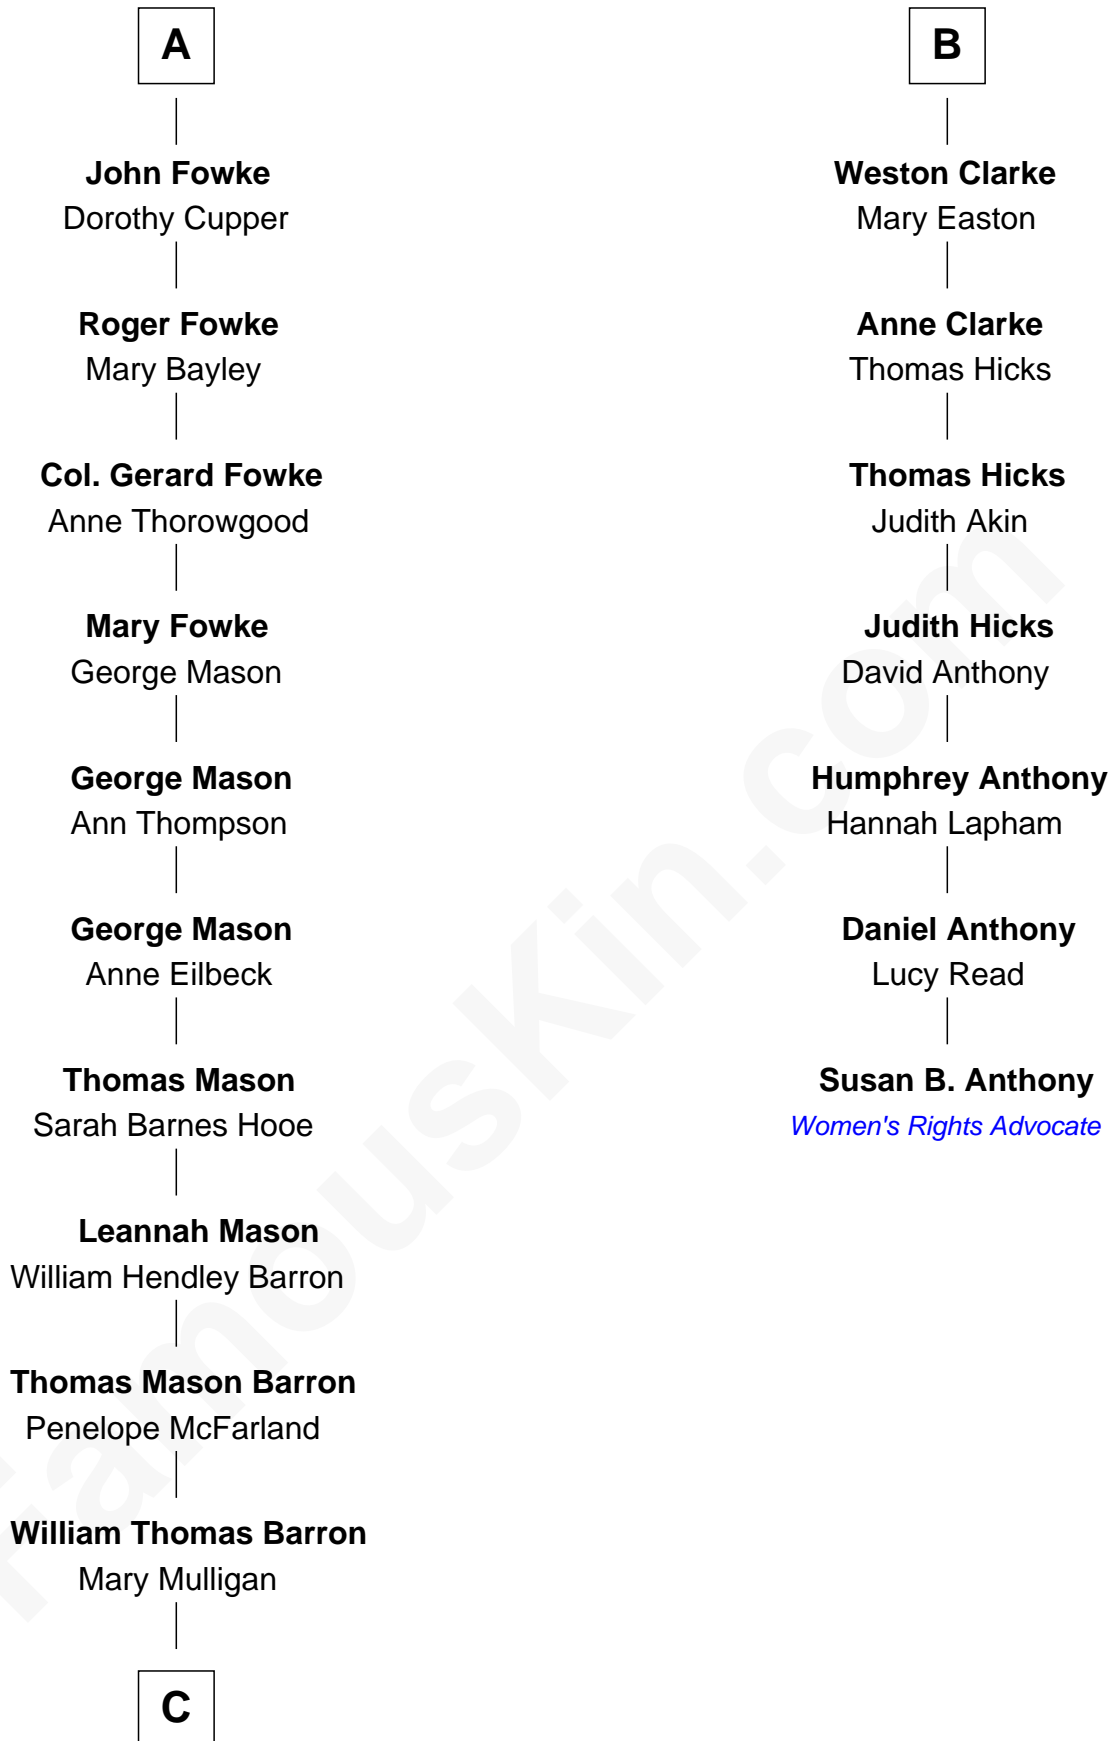 A
John Fowke
Dorothy Cupper
Roger Fowke
Mary Bayley
Col. Gerard Fowke
Anne Thorowgood
Mary Fowke
George Mason
George Mason
Ann Thompson
George Mason
Anne Eilbeck
Thomas Mason
Sarah Barnes Hooe
Leannah Mason
William Hendley Barron
Thomas Mason Barron
Penelope McFarland
William Thomas Barron
Mary Mulligan
C
B
Weston Clarke
Mary Easton
Anne Clarke
Thomas Hicks
Thomas Hicks
Judith Akin
Judith Hicks
David Anthony
Humphrey Anthony
Hannah Lapham
Daniel Anthony
Lucy Read
Susan B. Anthony
Women's Rights Advocate
FamousKin.com